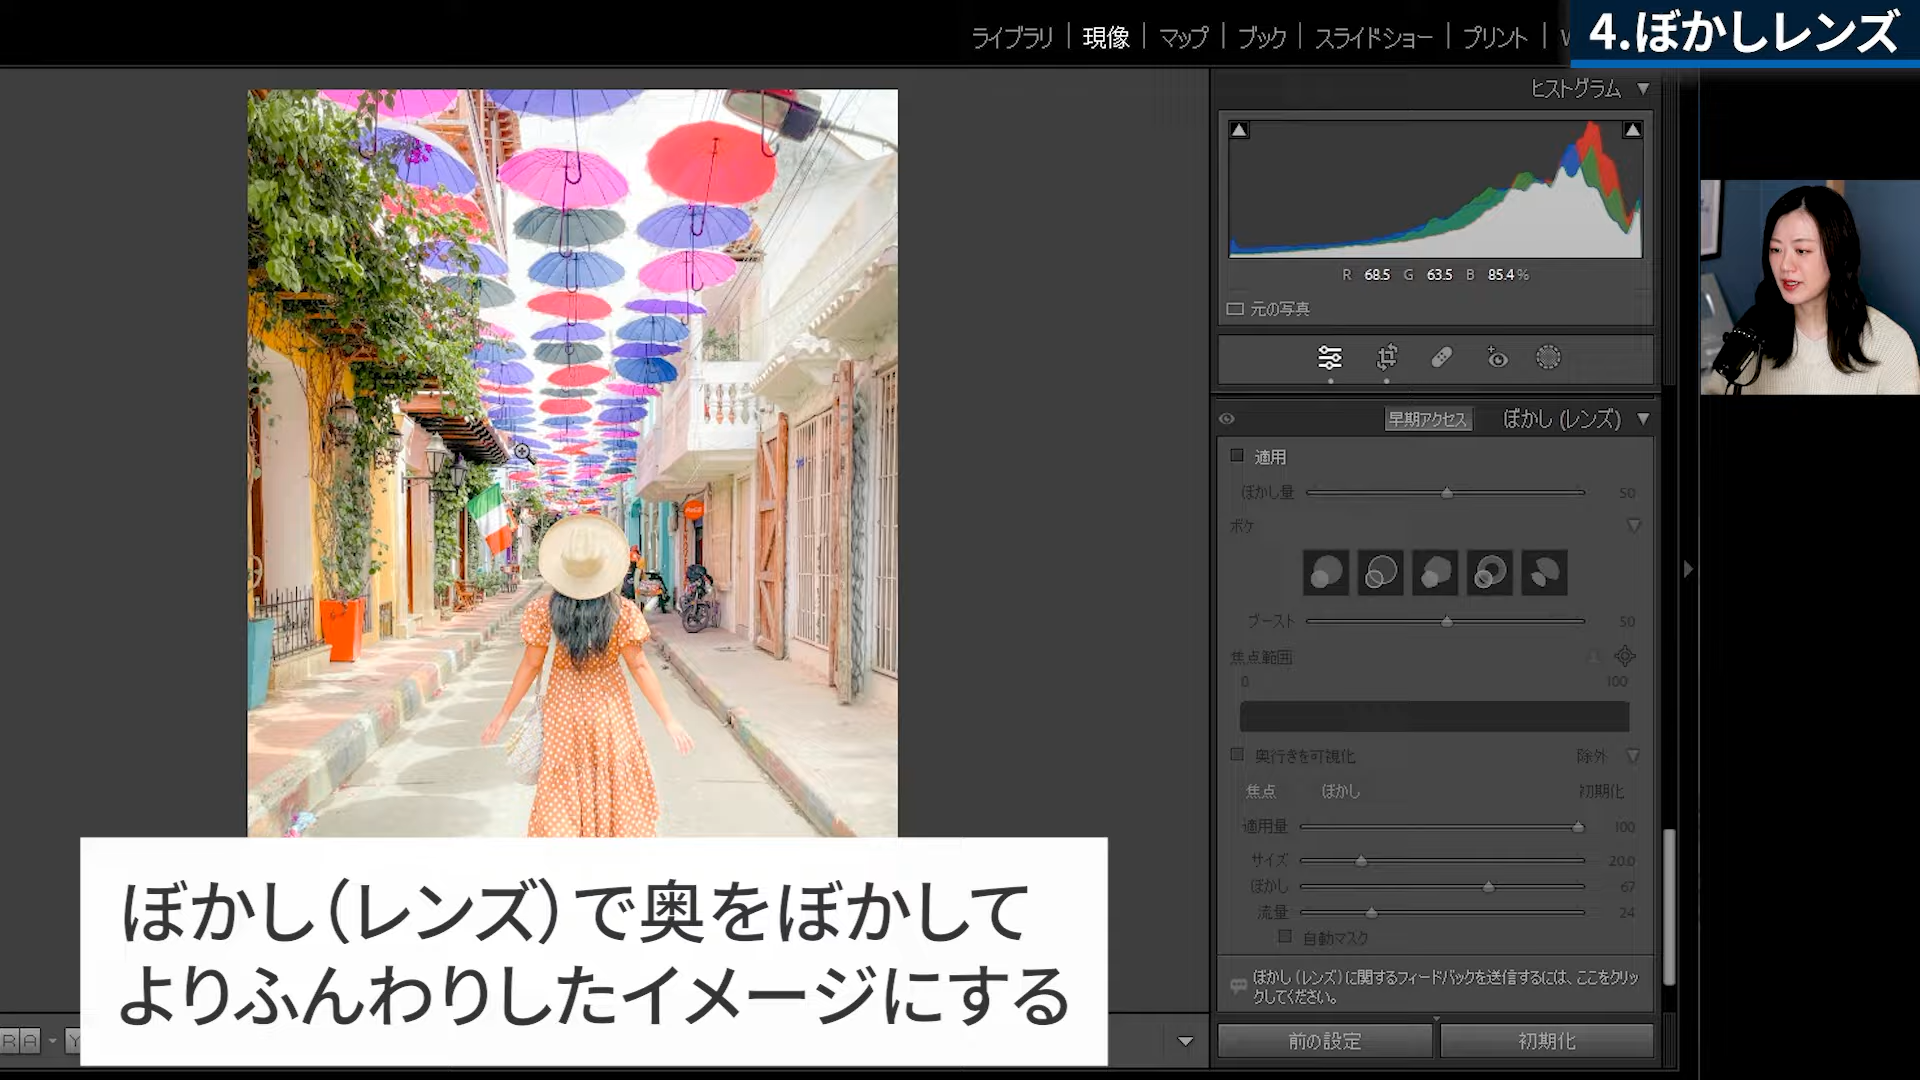 ライブラリ | 現像 | マップ | ブック | スライドショー | プリント |
4.ぼかしレンズ
ヒストグラム
R 68.5 G 63.5 B 85.4 %
元の写真
早期アクセス ぼかし (レンズ)
適用
ぼかし量 50
ボケ
ブースト 50
焦点範囲
0 100
奥行きを可視化 除外
焦点 ぼかし 初期化
適用量 100
サイズ 20.0
ぼかし 67
流量 24
自動マスク
ぼかし (レンズ) に関するフィードバックを送信するには、ここをクリッ
クしてください。
前の設定 初期化
R A Y
ぼかし（レンズ）で奥をぼかして
よりふんわりしたイメージにする